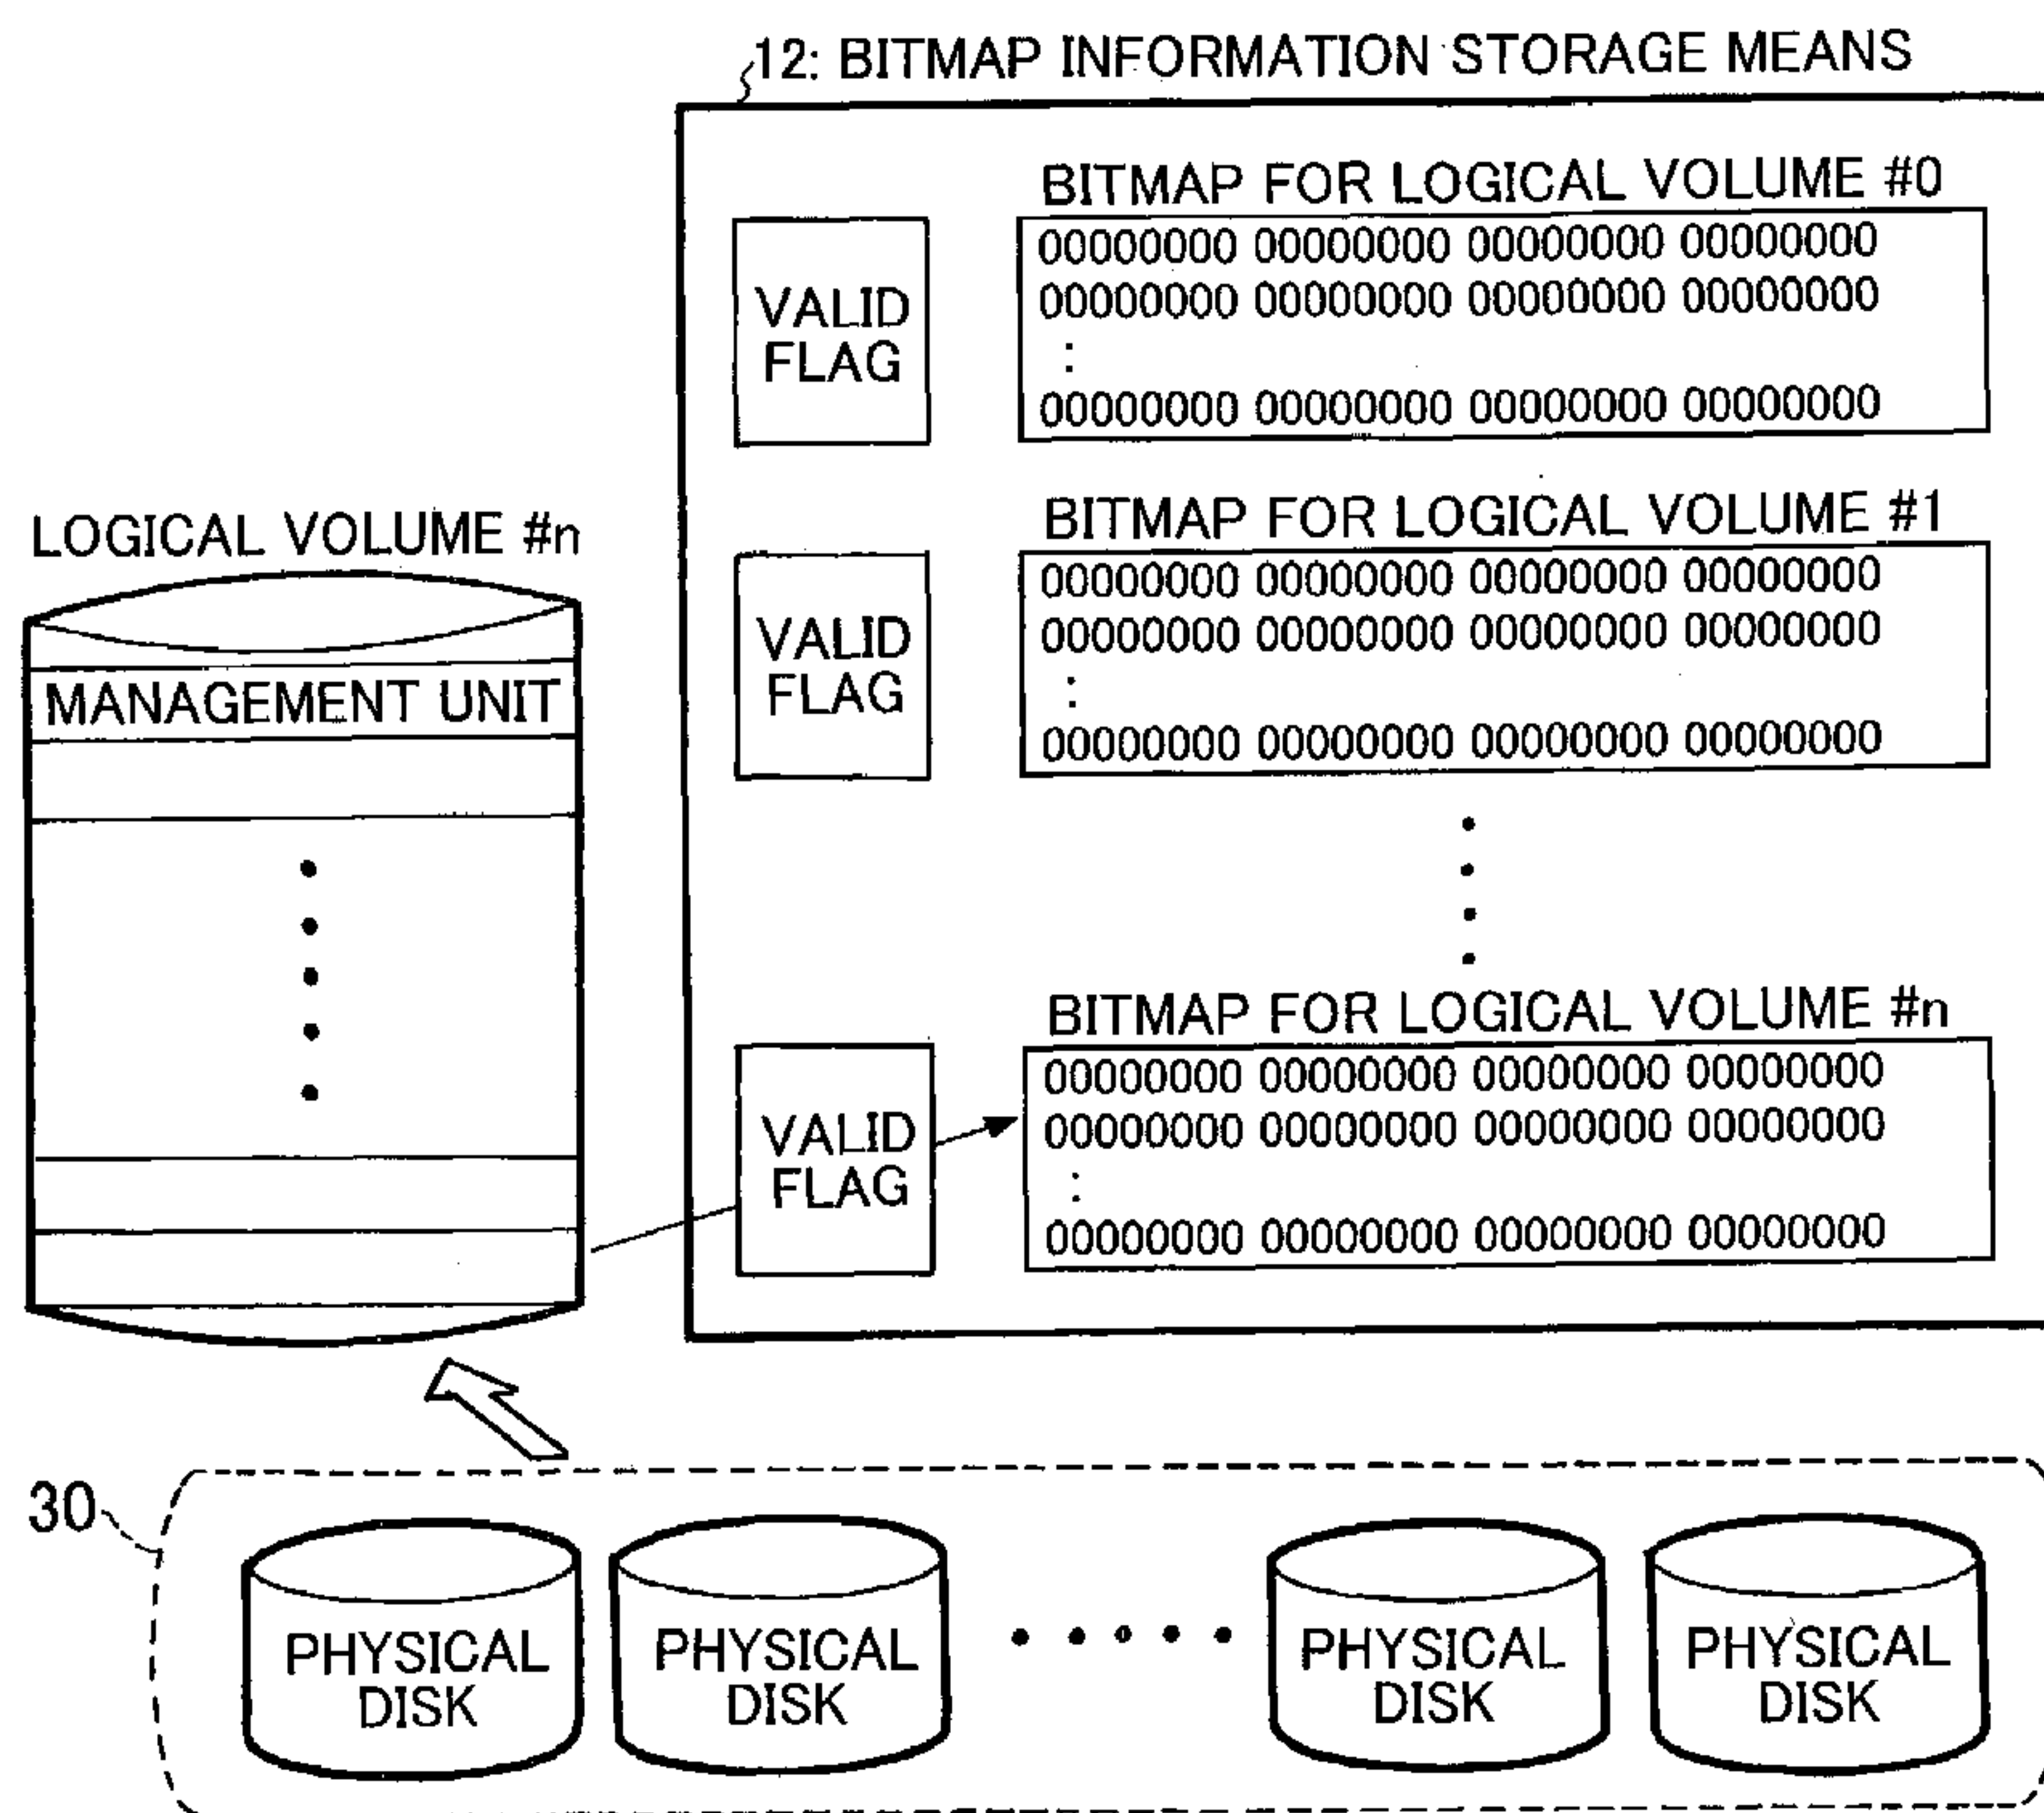 12: BITMAP INFORMATION STORAGE MEANS
BITMAP FOR LOGICAL VOLUME #0
VALID
FLAG
00000000 00000000 00000000 00000000
00000000 00000000 00000000 00000000
:
00000000 00000000 00000000 00000000
BITMAP FOR LOGICAL VOLUME #1
VALID
FLAG
00000000 00000000 00000000 00000000
00000000 00000000 00000000 00000000
:
00000000 00000000 00000000 00000000
LOGICAL VOLUME #n
MANAGEMENT UNIT
BITMAP FOR LOGICAL VOLUME #n
VALID
FLAG
00000000 00000000 00000000 00000000
00000000 00000000 00000000 00000000
:
00000000 00000000 00000000 00000000
30
PHYSICAL
DISK
PHYSICAL
DISK
PHYSICAL
DISK
PHYSICAL
DISK